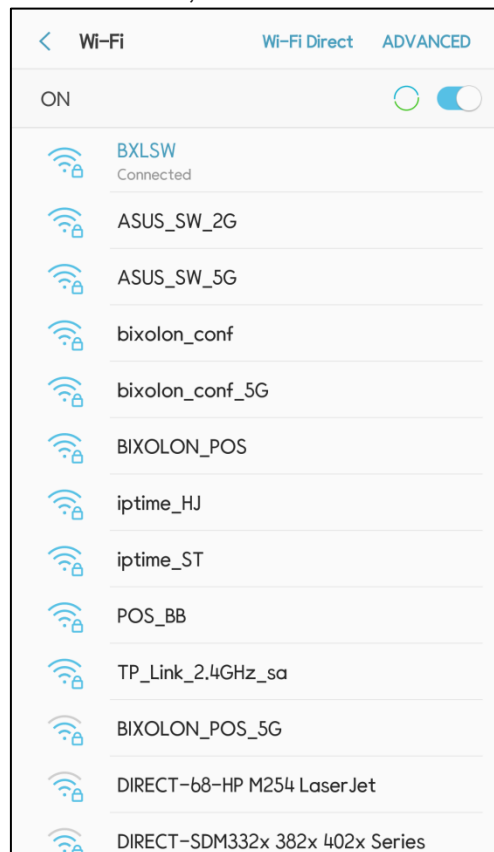 Wi-Fi Wi-Fi Direct ADVANCED
ON
BXLSW
Connected
ASUS_SW_2G
ASUS_SW_5G
bixolon_conf
bixolon_conf_5G
BIXOLON_POS
iptime_HJ
iptime_ST
POS_BB
TP_Link_2.4GHz_sa
BIXOLON_POS_5G
DIRECT-68-HP M254 LaserJet
DIRECT-SDM332x 382x 402x Series